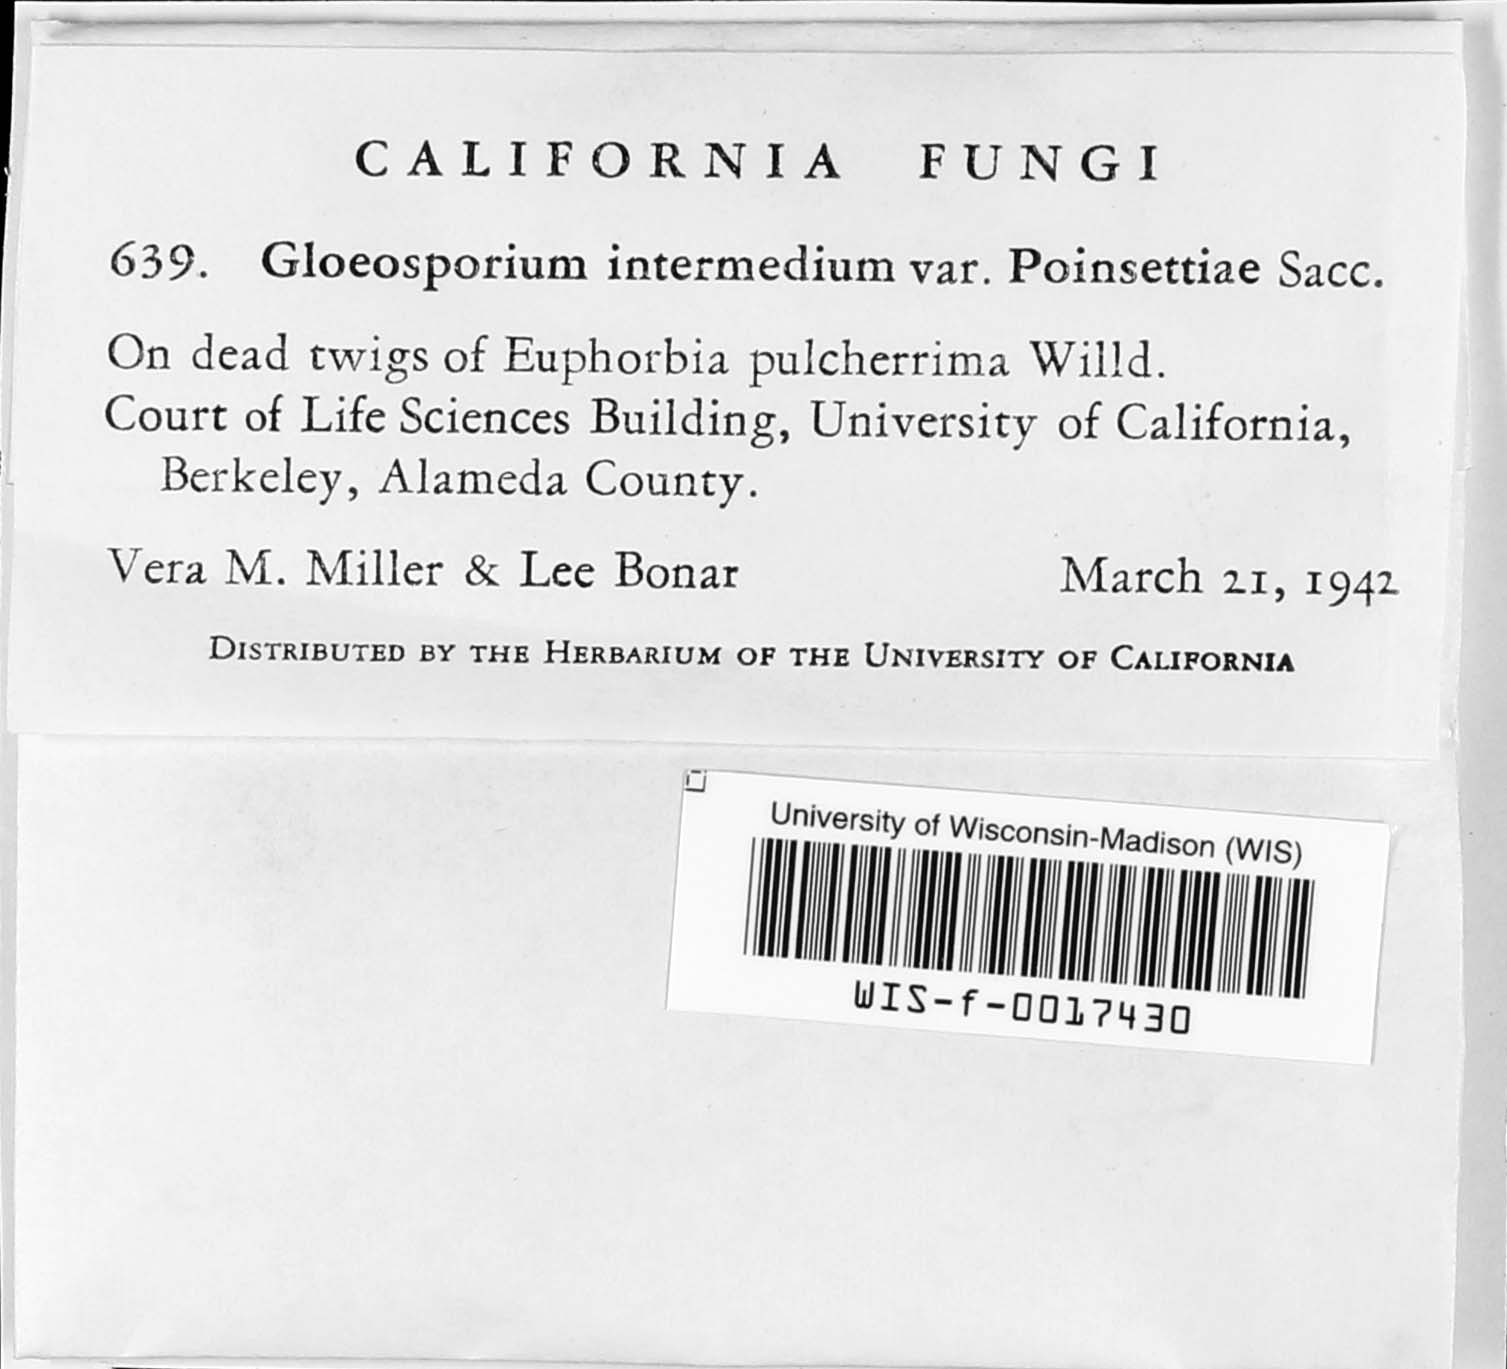 CALIFORNIA FUNGI
639. Gloeosporium intermedium var. Poinsettiae Sacc.
On dead twigs of Euphorbia pulcherrima Willd.
Court of Life Sciences Building, University of California,
Berkeley, Alameda County.
Vera M. Miller & Lee Bonar March 21, 1942
DISTRIBUTED BY THE HERBARIUM OF THE UNIVERSITY OF CALIFORNIA
University of Wisconsin-Madison (WIS)
WIS-f-0017430